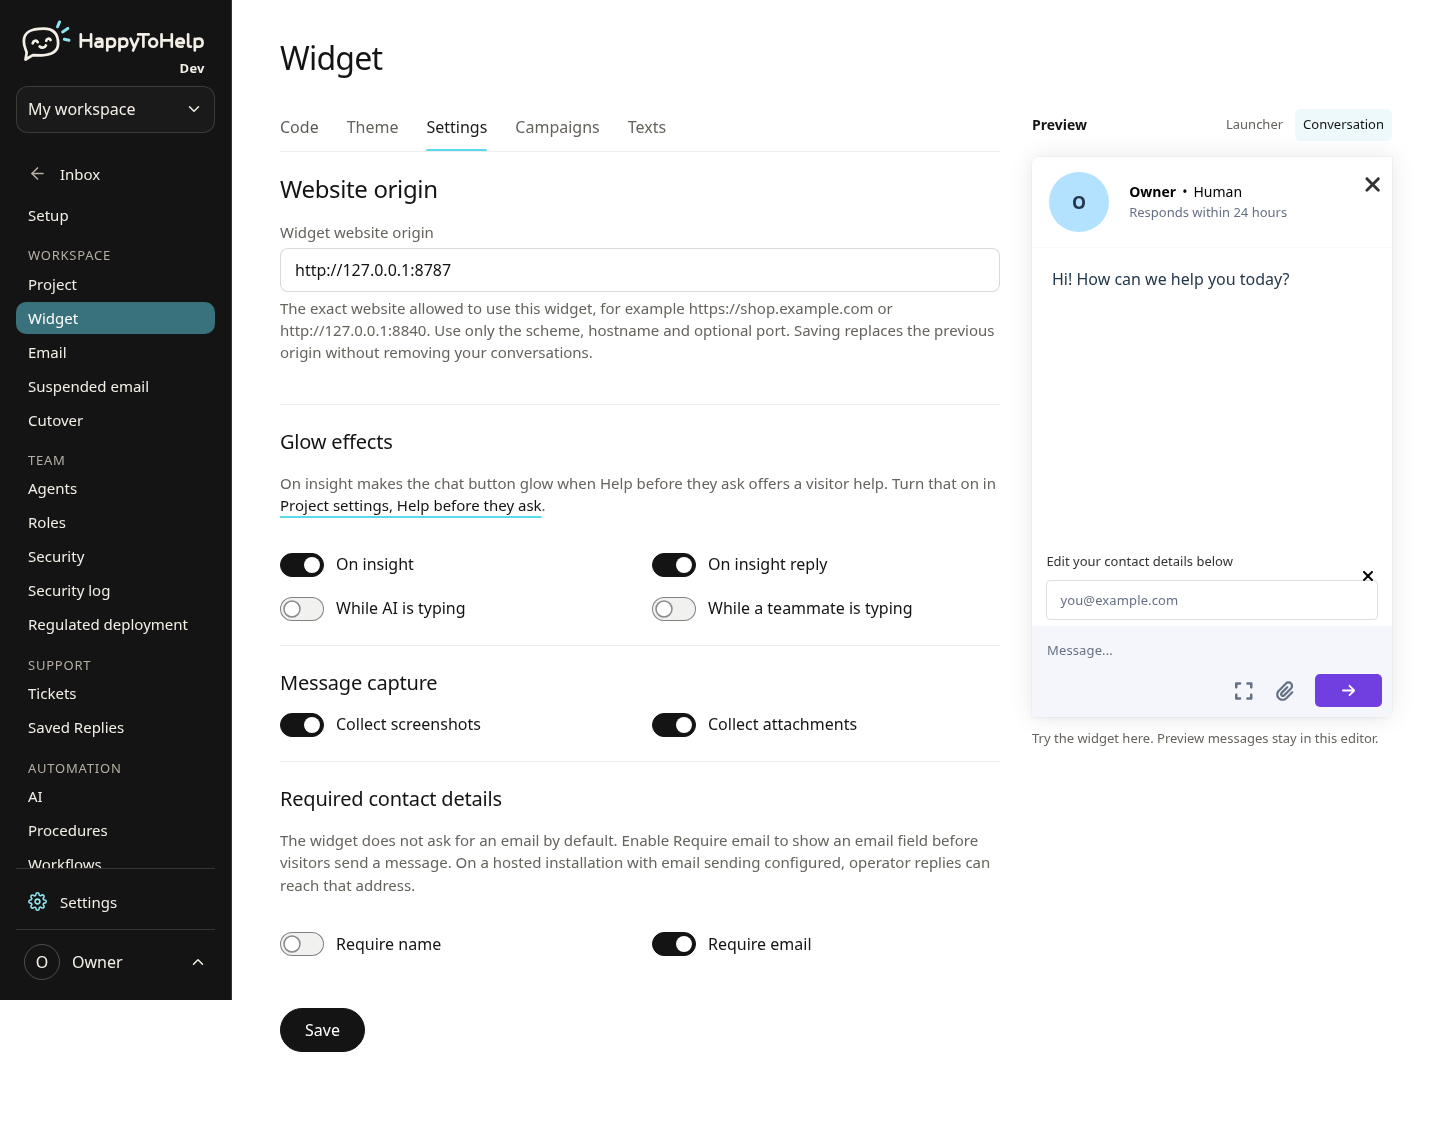 HappyToHelp
Dev
My workspace
Inbox
Setup
WORKSPACE
Project
Widget
Email
Suspended email
Cutover
TEAM
Agents
Roles
Security
Security log
Regulated deployment
SUPPORT
Tickets
Saved Replies
AUTOMATION
AI
Procedures
Workflows
Settings
O Owner
Widget
Code Theme Settings Campaigns Texts
Website origin
Widget website origin
http://127.0.0.1:8787
The exact website allowed to use this widget, for example https://shop.example.com or
http://127.0.0.1:8840. Use only the scheme, hostname and optional port. Saving replaces the previous
origin without removing your conversations.
Glow effects
On insight makes the chat button glow when Help before they ask offers a visitor help. Turn that on in
Project settings, Help before they ask.
On insight On insight reply
While AI is typing While a teammate is typing
Message capture
Collect screenshots Collect attachments
Required contact details
The widget does not ask for an email by default. Enable Require email to show an email field before
visitors send a message. On a hosted installation with email sending configured, operator replies can
reach that address.
Require name Require email
Save
Preview Launcher Conversation
O
Owner • Human
Responds within 24 hours
Hi! How can we help you today?
Edit your contact details below
you@example.com
Message...
Try the widget here. Preview messages stay in this editor.